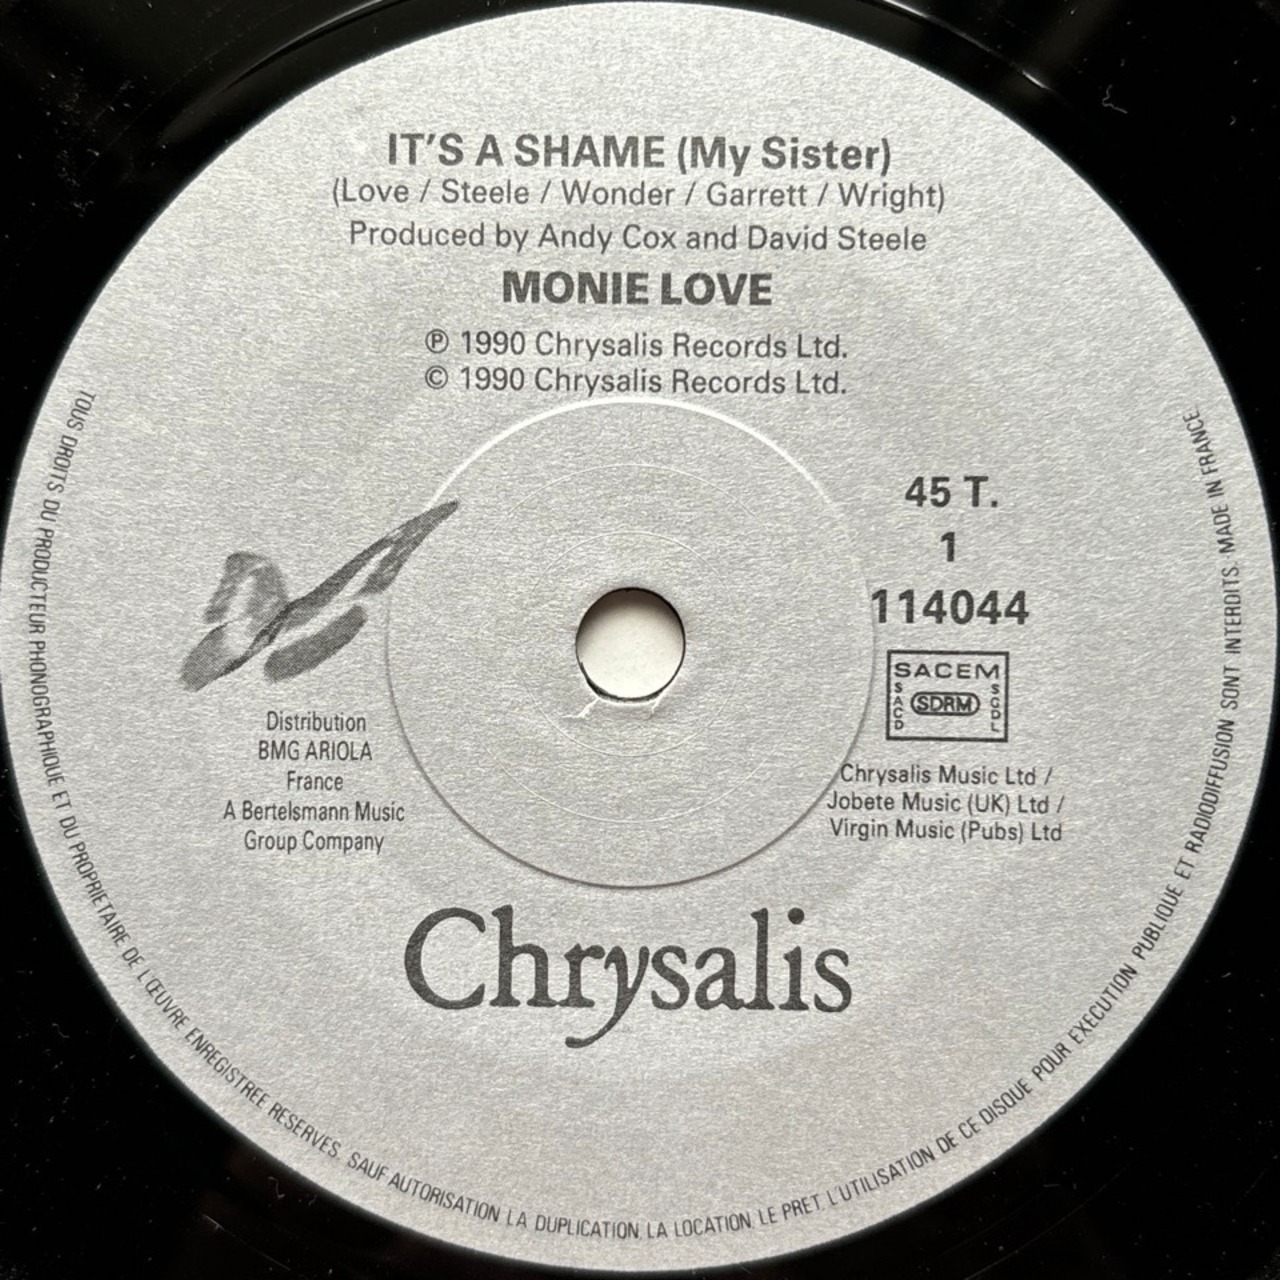 IT'S A SHAME (My Sister)
(Love / Steele / Wonder / Garrett / Wright)
Produced by Andy Cox and David Steele
MONIE LOVE
℗ 1990 Chrysalis Records Ltd.
© 1990 Chrysalis Records Ltd.
45 T.
1
114044
SACEM
SACD
SDRM
SGDL
Distribution
BMG ARIOLA
France
A Bertelsmann Music
Group Company
Chrysalis Music Ltd /
Jobete Music (UK) Ltd /
Virgin Music (Pubs) Ltd
Chrysalis
TOUS DROITS DU PRODUCTEUR PHONOGRAPHIQUE ET DU PROPRIETAIRE DE L'ŒUVRE ENREGISTREE RESERVES. SAUF AUTORISATION LA DUPLICATION, LA LOCATION, LE PRET, L'UTILISATION DE CE DISQUE POUR EXECUTION PUBLIQUE ET RADIODIFFUSION SONT INTERDITS. MADE IN FRANCE